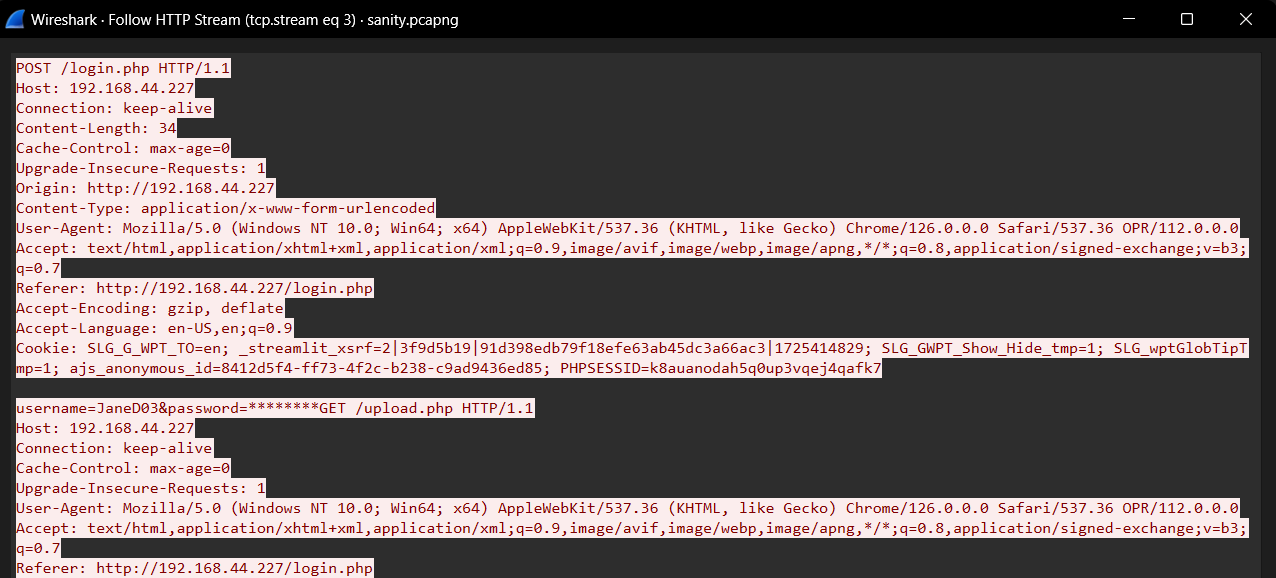 Wireshark · Follow HTTP Stream (tcp.stream eq 3) · sanity.pcapng
POST /login.php HTTP/1.1
Host: 192.168.44.227
Connection: keep-alive
Content-Length: 34
Cache-Control: max-age=0
Upgrade-Insecure-Requests: 1
Origin: http://192.168.44.227
Content-Type: application/x-www-form-urlencoded
User-Agent: Mozilla/5.0 (Windows NT 10.0; Win64; x64) AppleWebKit/537.36 (KHTML, like Gecko) Chrome/126.0.0.0 Safari/537.36 OPR/112.0.0.0
Accept: text/html,application/xhtml+xml,application/xml;q=0.9,image/avif,image/webp,image/apng,*/*;q=0.8,application/signed-exchange;v=b3;
q=0.7
Referer: http://192.168.44.227/login.php
Accept-Encoding: gzip, deflate
Accept-Language: en-US,en;q=0.9
Cookie: SLG_G_WPT_TO=en; _streamlit_xsrf=2|3f9d5b19|91d398edb79f18efe63ab45dc3a66ac3|1725414829; SLG_GWPT_Show_Hide_tmp=1; SLG_wptGlobTipT
mp=1; ajs_anonymous_id=8412d5f4-ff73-4f2c-b238-c9ad9436ed85; PHPSESSID=k8auanodah5q0up3vqej4qafk7
username=JaneD03&password=********GET /upload.php HTTP/1.1
Host: 192.168.44.227
Connection: keep-alive
Cache-Control: max-age=0
Upgrade-Insecure-Requests: 1
User-Agent: Mozilla/5.0 (Windows NT 10.0; Win64; x64) AppleWebKit/537.36 (KHTML, like Gecko) Chrome/126.0.0.0 Safari/537.36 OPR/112.0.0.0
Accept: text/html,application/xhtml+xml,application/xml;q=0.9,image/avif,image/webp,image/apng,*/*;q=0.8,application/signed-exchange;v=b3;
q=0.7
Referer: http://192.168.44.227/login.php